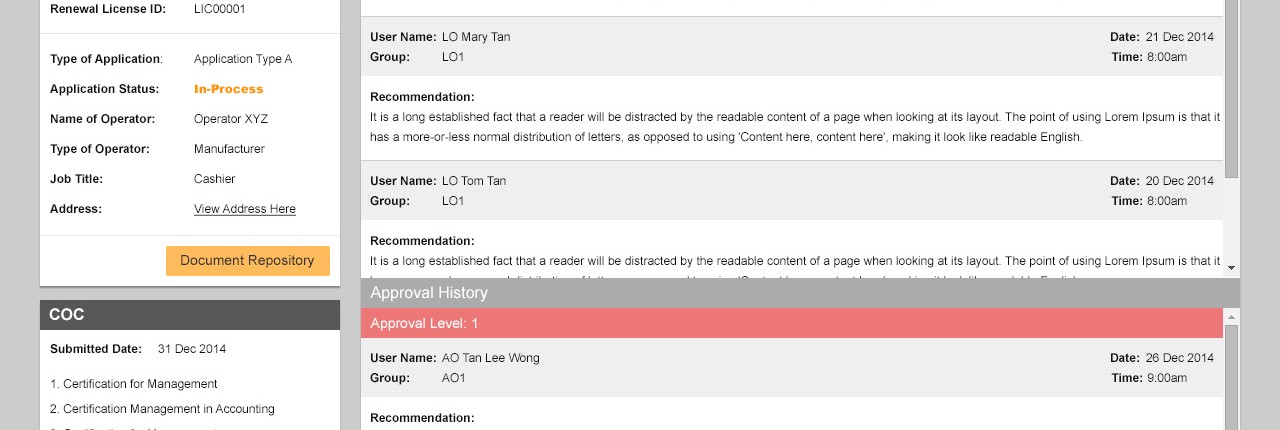 Renewal License ID: LIC00001
Type of Application: Application Type A
Application Status: In-Process
Name of Operator: Operator XYZ
Type of Operator: Manufacturer
Job Title: Cashier
Address: View Address Here
Document Repository
COC
Submitted Date: 31 Dec 2014
1. Certification for Management
2. Certification Management in Accounting
User Name: LO Mary Tan Date: 21 Dec 2014
Group: LO1 Time: 8:00am
Recommendation:
It is a long established fact that a reader will be distracted by the readable content of a page when looking at its layout. The point of using Lorem Ipsum is that it
has a more-or-less normal distribution of letters, as opposed to using 'Content here, content here', making it look like readable English.
User Name: LO Tom Tan Date: 20 Dec 2014
Group: LO1 Time: 8:00am
Recommendation:
It is a long established fact that a reader will be distracted by the readable content of a page when looking at its layout. The point of using Lorem Ipsum is that it
Approval History
Approval Level: 1
User Name: AO Tan Lee Wong Date: 26 Dec 2014
Group: AO1 Time: 9:00am
Recommendation: